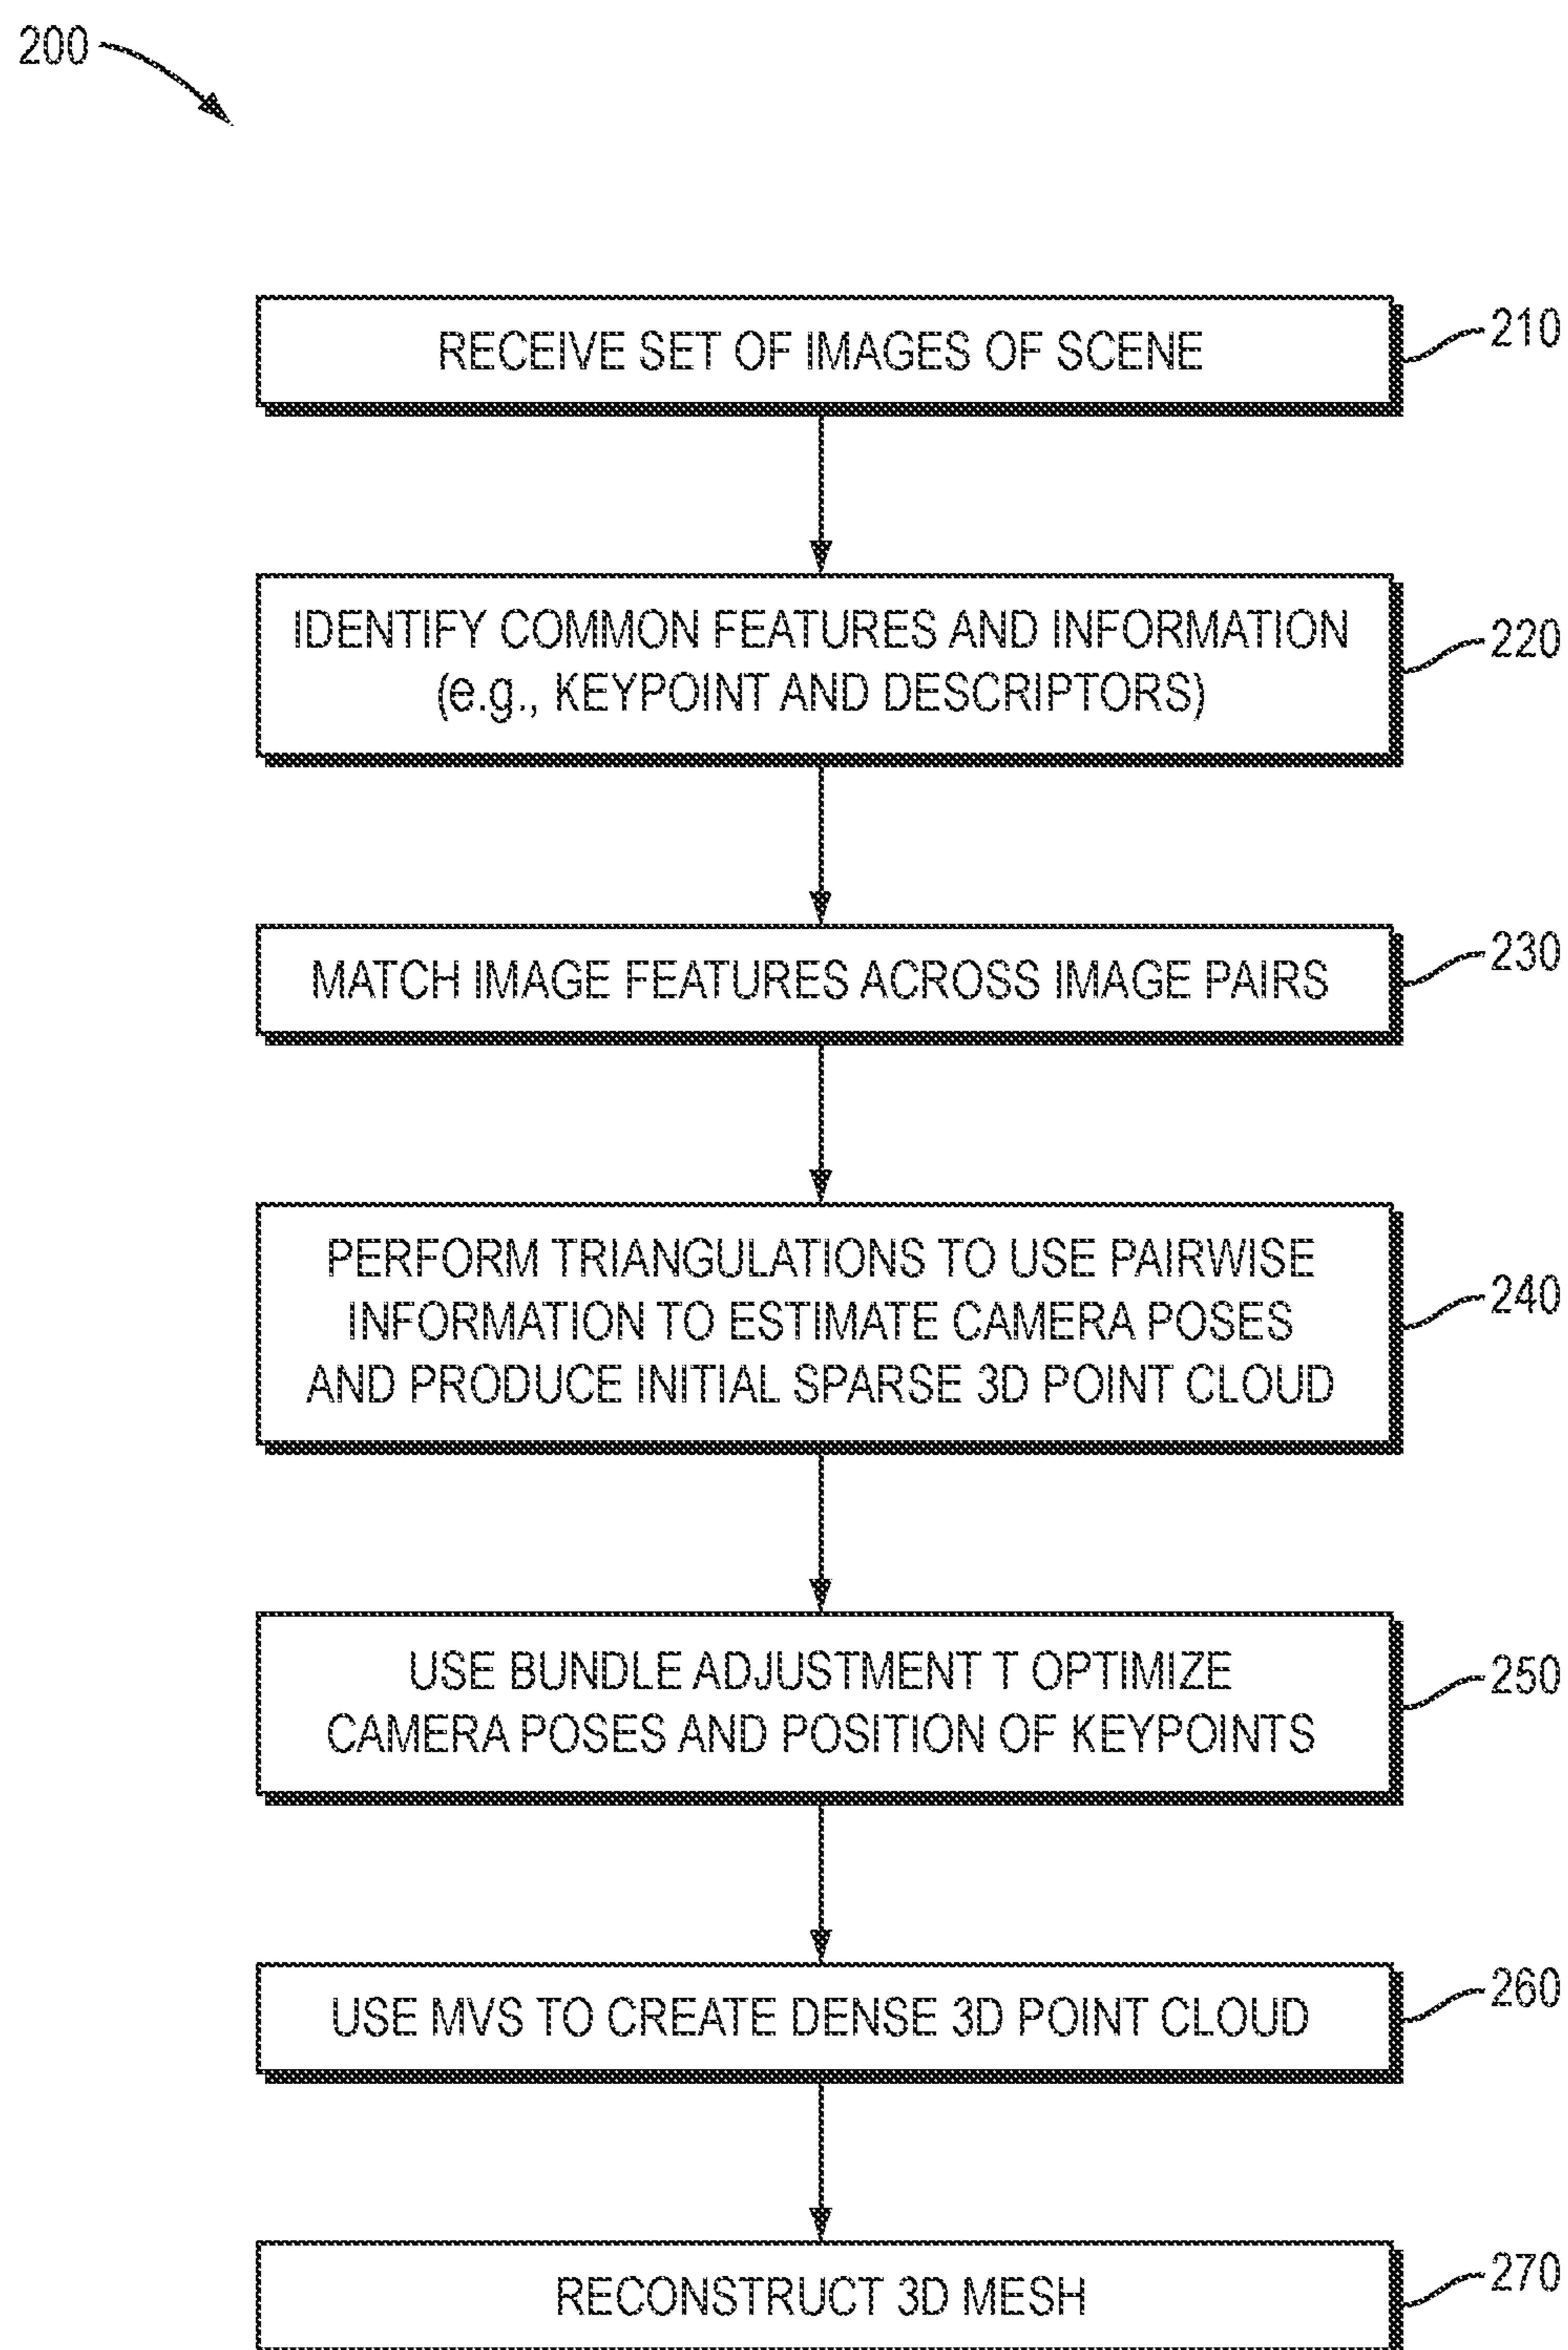 200
RECEIVE SET OF IMAGES OF SCENE
210
IDENTIFY COMMON FEATURES AND INFORMATION
(e.g., KEYPOINT AND DESCRIPTORS)
220
MATCH IMAGE FEATURES ACROSS IMAGE PAIRS
230
PERFORM TRIANGULATIONS TO USE PAIRWISE
INFORMATION TO ESTIMATE CAMERA POSES
AND PRODUCE INITIAL SPARSE 3D POINT CLOUD
240
USE BUNDLE ADJUSTMENT T OPTIMIZE
CAMERA POSES AND POSITION OF KEYPOINTS
250
USE MVS TO CREATE DENSE 3D POINT CLOUD
260
RECONSTRUCT 3D MESH
270